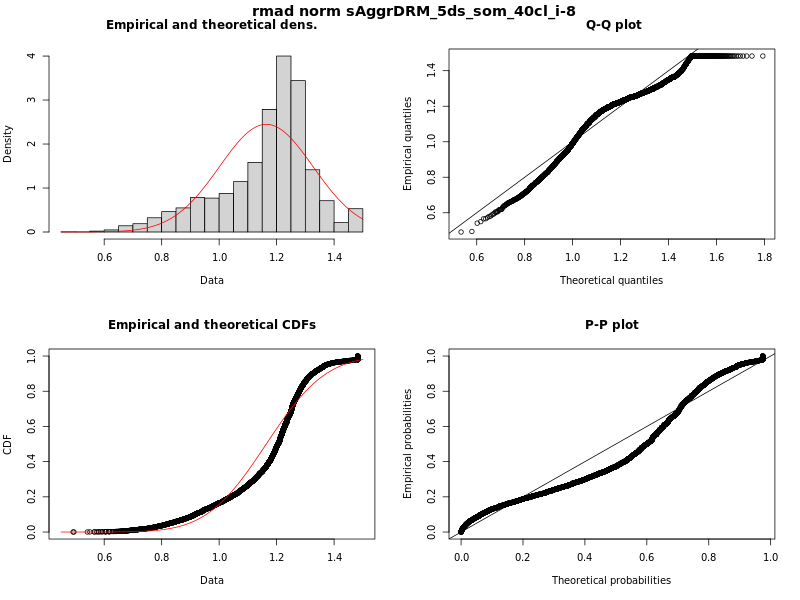 rmad norm sAggrDRM_5ds_som_40cl_i-8
Empirical and theoretical dens.
Density
0 1 2 3 4
0.6 0.8 1.0 1.2 1.4
Data
Q-Q plot
Empirical quantiles
0.6 0.8 1.0 1.2 1.4
0.6 0.8 1.0 1.2 1.4 1.6 1.8
Theoretical quantiles
Empirical and theoretical CDFs
CDF
0.0 0.2 0.4 0.6 0.8 1.0
0.6 0.8 1.0 1.2 1.4
Data
P-P plot
Empirical probabilities
0.0 0.2 0.4 0.6 0.8 1.0
0.0 0.2 0.4 0.6 0.8 1.0
Theoretical probabilities